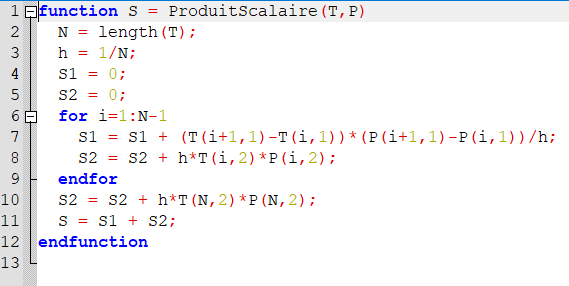 1 function S = ProduitScalaire(T,P)
2 N = length(T);
3 h = 1/N;
4 S1 = 0;
5 S2 = 0;
6 for i=1:N-1
7 S1 = S1 + (T(i+1,1)-T(i,1))*(P(i+1,1)-P(i,1))/h;
8 S2 = S2 + h*T(i,2)*P(i,2);
9 endfor
10 S2 = S2 + h*T(N,2)*P(N,2);
11 S = S1 + S2;
12 endfunction
13